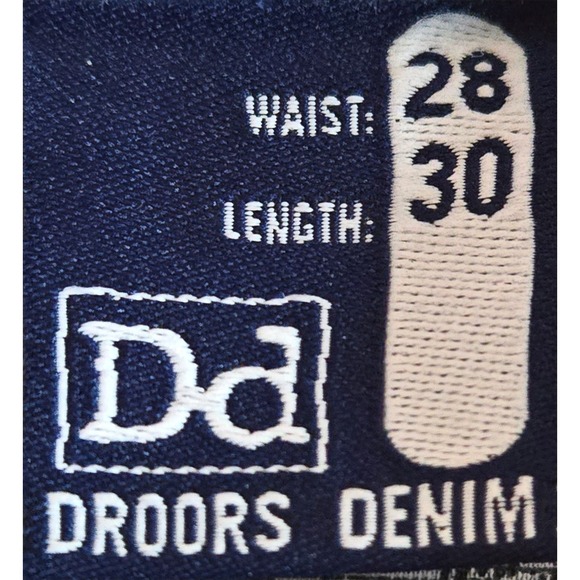 WAIST: 28
LENGTH: 30
Dd
DROORS DENIM